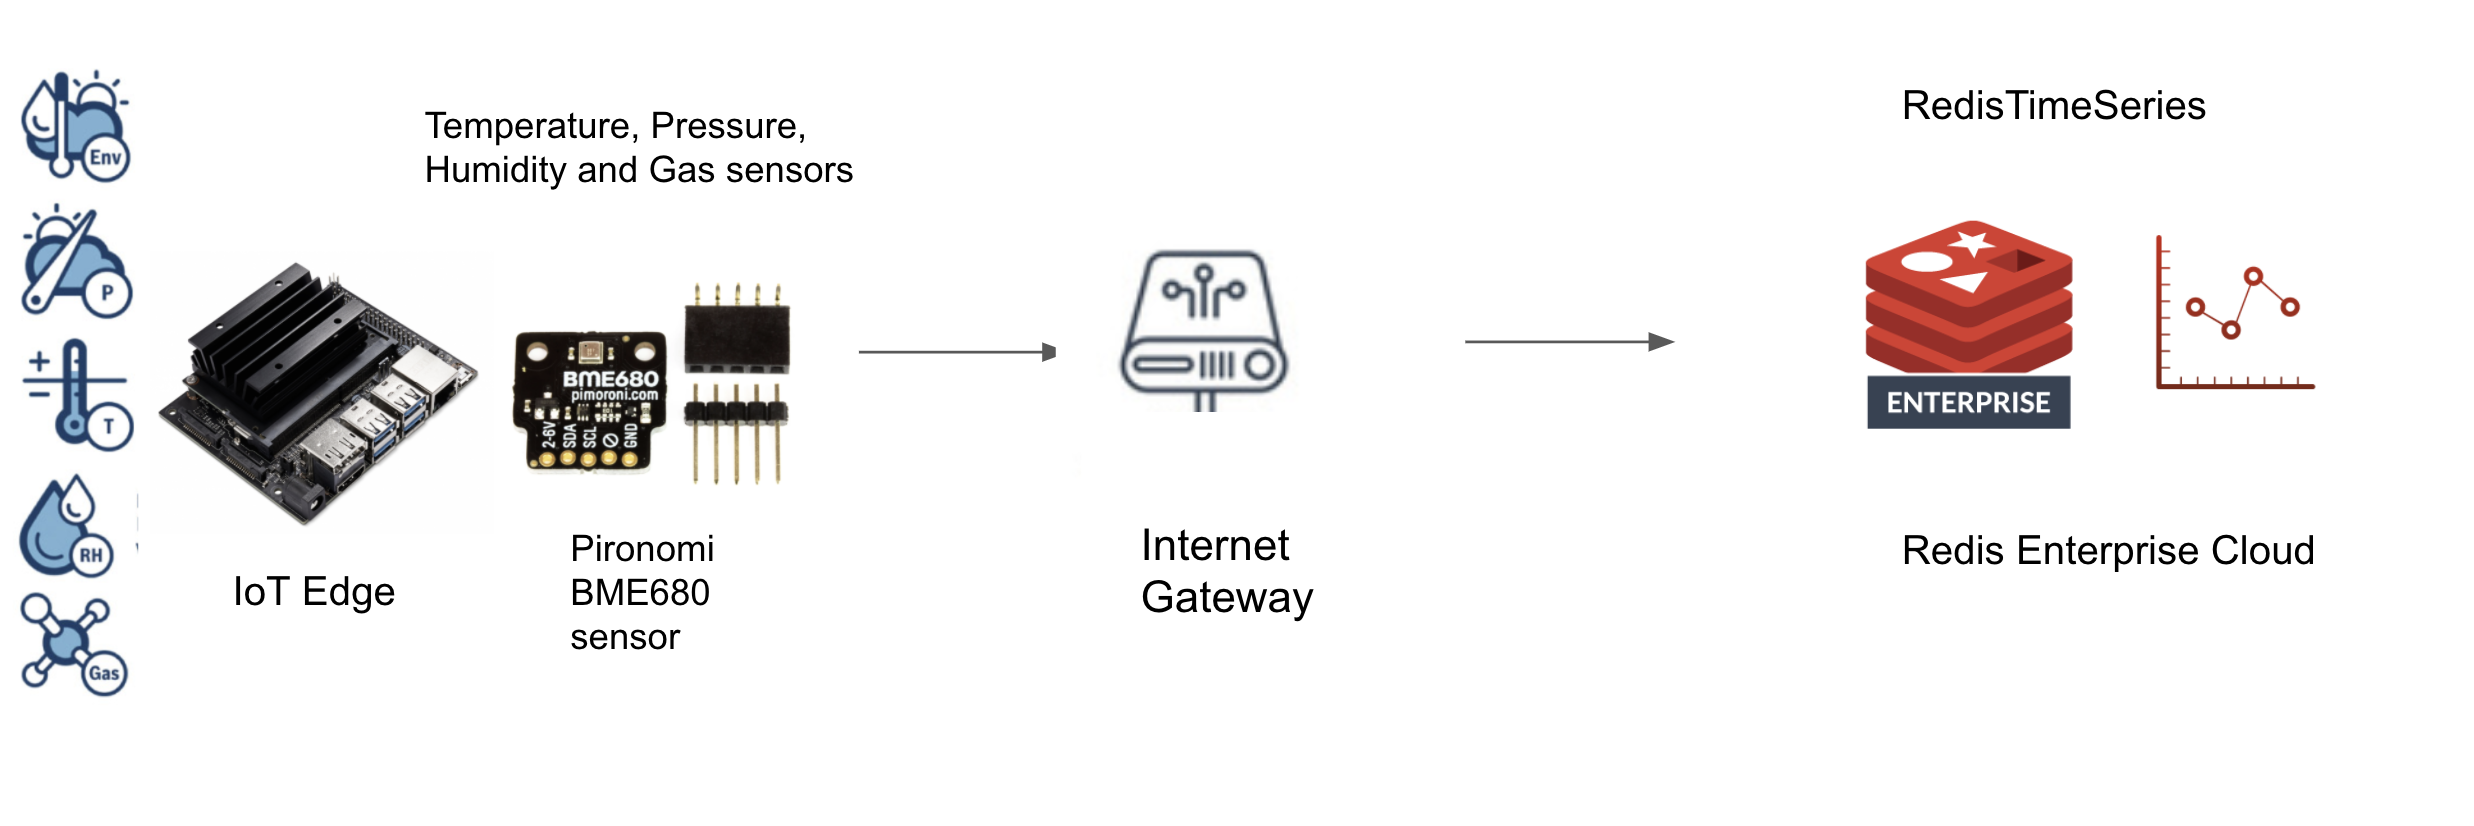 Env
P
T
RH
Gas
Temperature, Pressure,
Humidity and Gas sensors
IoT Edge
BME680
pimoroni.com
2-6V
SDA
SCL
GND
Pironomi
BME680
sensor
Internet
Gateway
RedisTimeSeries
ENTERPRISE
Redis Enterprise Cloud